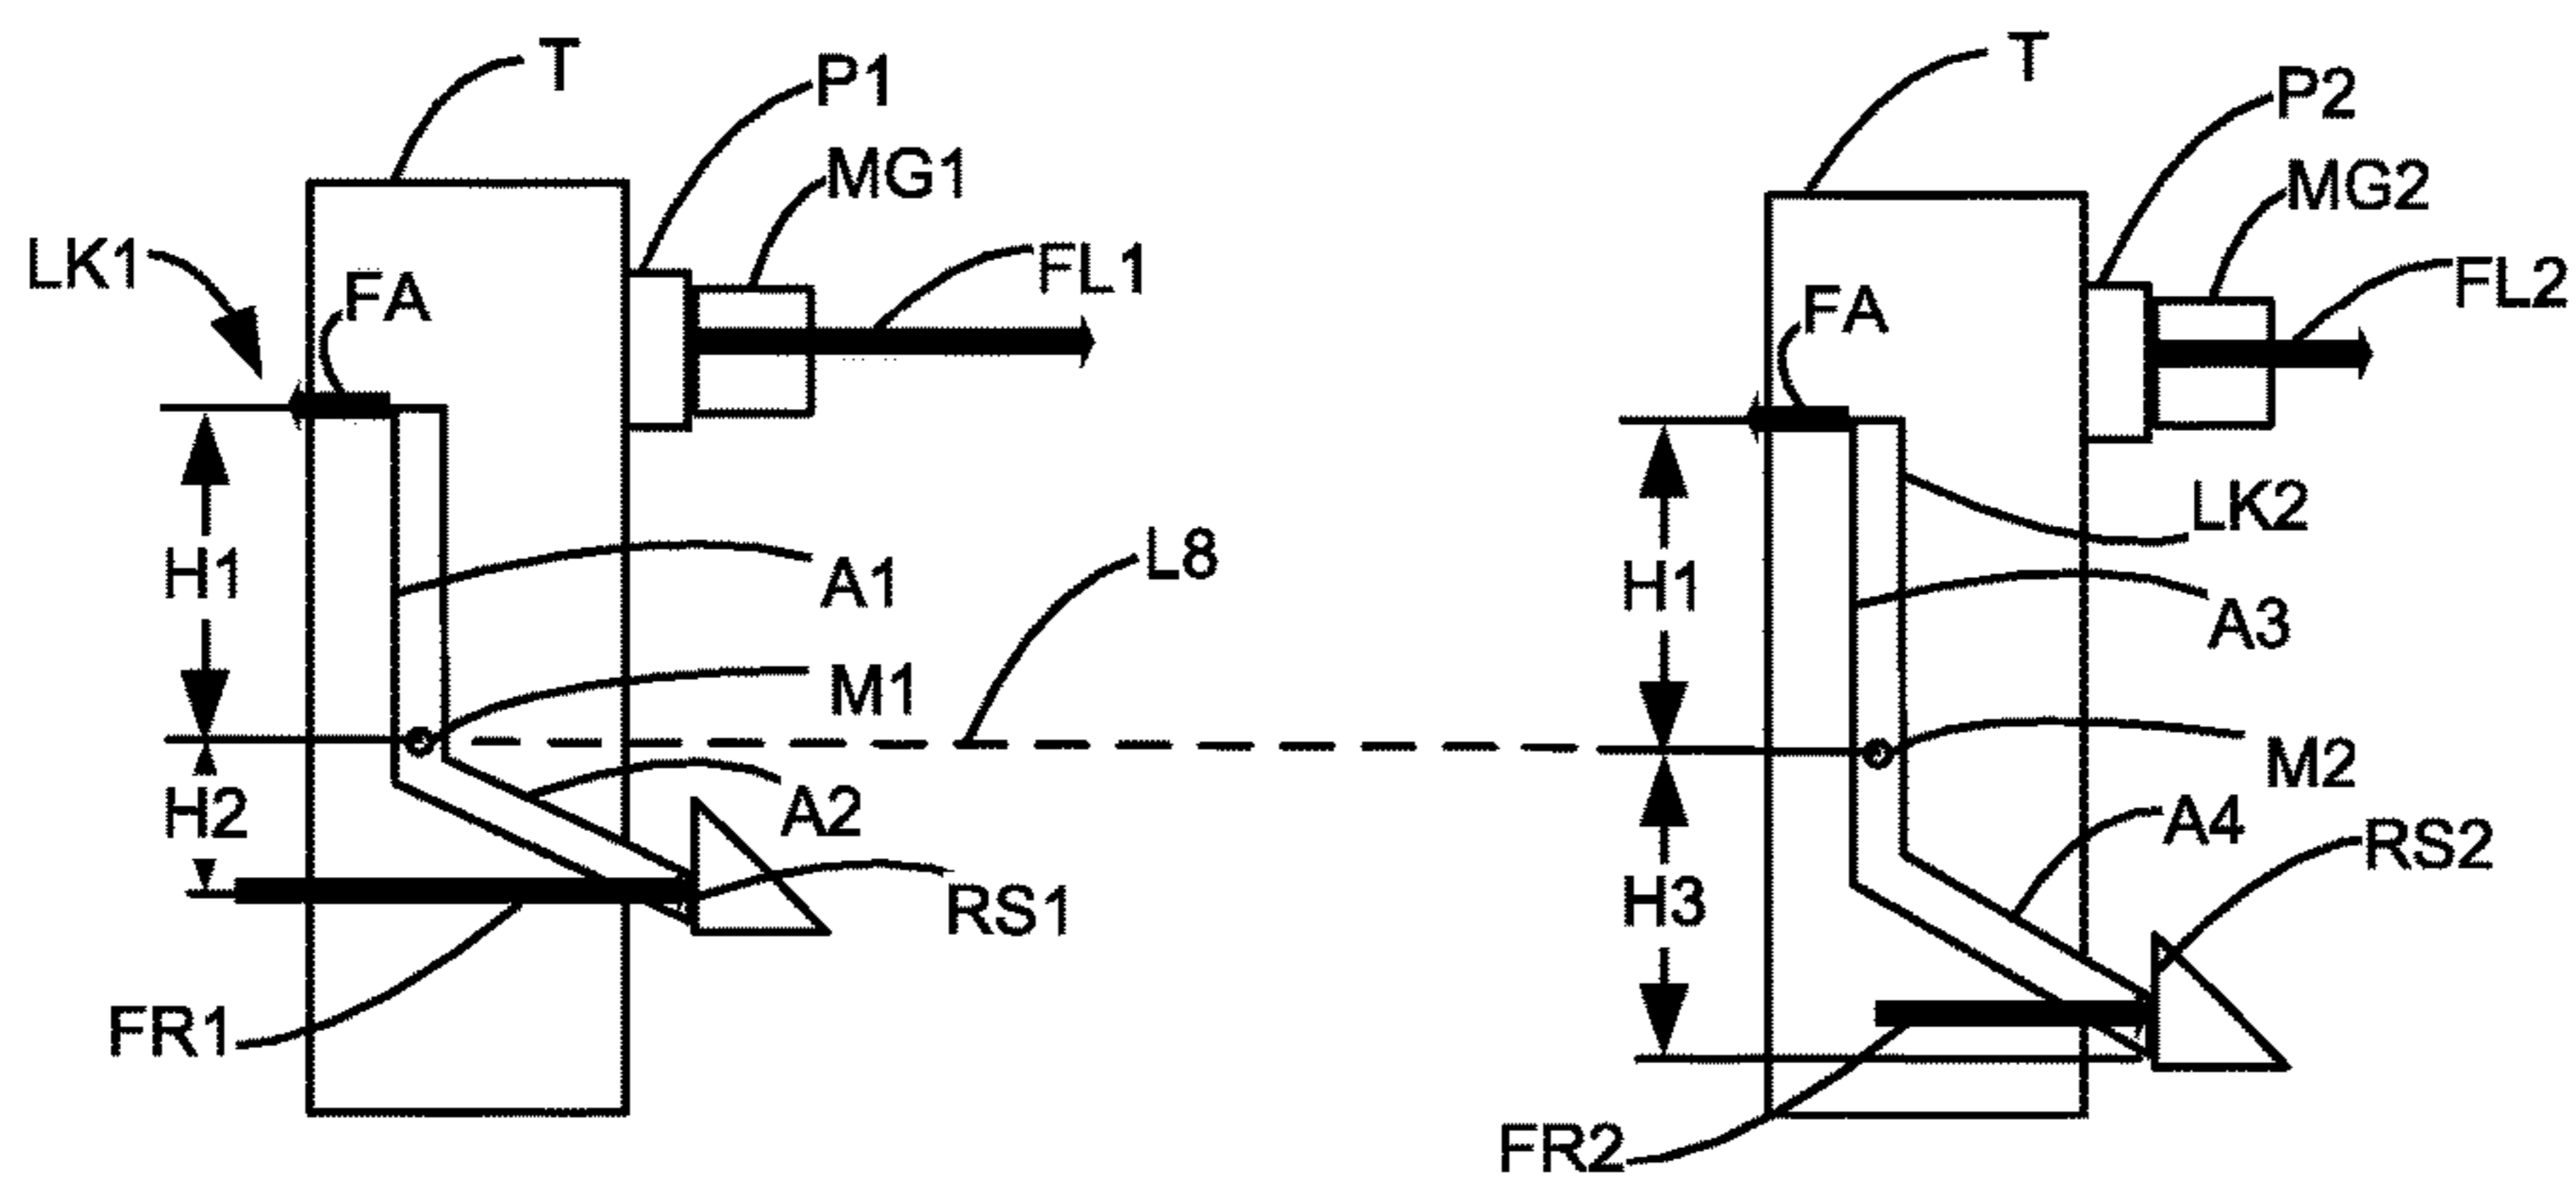 T
P1
MG1
LK1
FA
FL1
H1
A1
L8
M1
H2
A2
RS1
FR1
T
P2
MG2
FL2
FA
LK2
H1
A3
M2
A4
RS2
H3
FR2